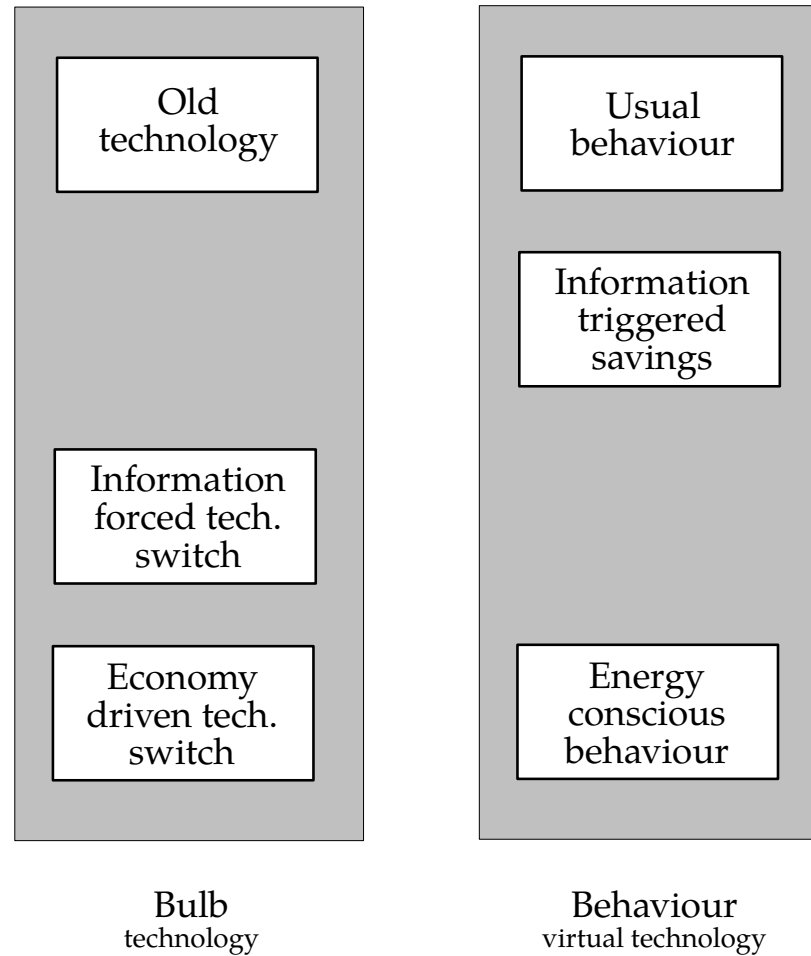 Old
technology
Information
forced tech.
switch
Economy
driven tech.
switch
Bulb
technology
Usual
behaviour
Information
triggered
savings
Energy
conscious
behaviour
Behaviour
virtual technology